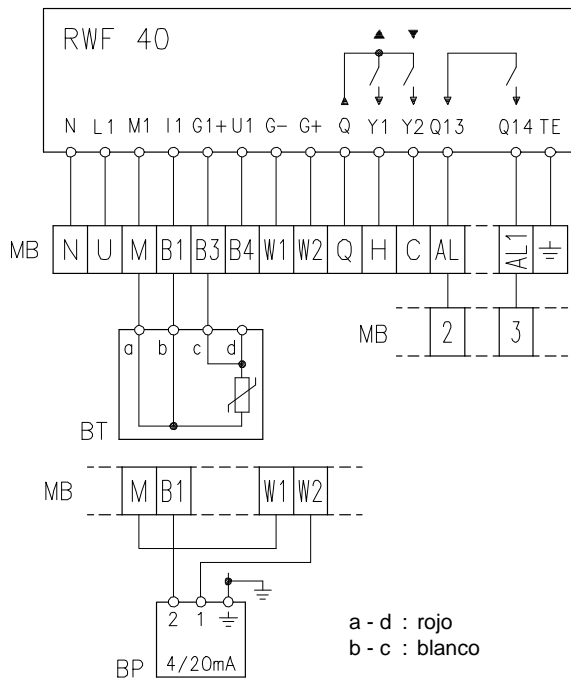 RWF 40
N L1 M1 I1 G1+ U1 G- G+ Q Y1 Y2 Q13 Q14 TE
MB N U M B1 B3 B4 W1 W2 Q H C AL AL1
MB 2 3
a b c d
BT
MB M B1 W1 W2
2 1
BP 4/20mA
a - d : rojo
b - c : blanco